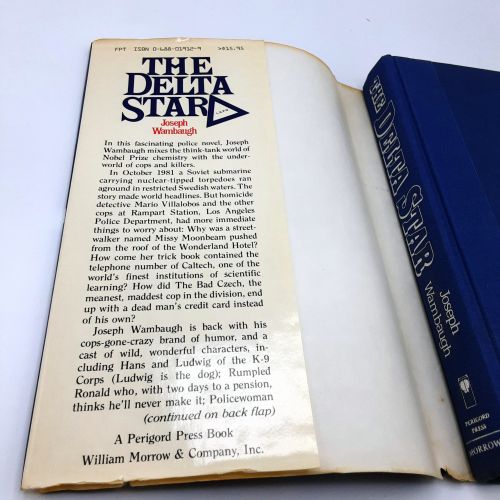 FPT ISBN 0-688-01912-9 >$15.95
THE
DELTA
STAR
Joseph
Wambaugh
In this fascinating police novel, Joseph
Wambaugh mixes the think-tank world of
Nobel Prize chemistry with the under-
world of cops and killers.
In October 1981 a Soviet submarine
carrying nuclear-tipped torpedoes ran
aground in restricted Swedish waters. The
story made world headlines. But homicide
detective Mario Villalobos and the other
cops at Rampart Station, Los Angeles
Police Department, had more immediate
things to worry about: Why was a street-
walker named Missy Moonbeam pushed
from the roof of the Wonderland Hotel?
How come her trick book contained the
telephone number of Caltech, one of the
world's finest institutions of scientific
learning? How did The Bad Czech, the
meanest, maddest cop in the division, end
up with a dead man's credit card instead
of his own?
Joseph Wambaugh is back with his
cops-gone-crazy brand of humor, and a
cast of wild, wonderful characters, in-
cluding Hans and Ludwig of the K-9
Corps (Ludwig is the dog); Rumpled
Ronald who, with two days to a pension,
thinks he'll never make it; Policewoman
(continued on back flap)
A Perigord Press Book
William Morrow & Company, Inc.
THE DELTA STAR
Joseph
Wambaugh
PERIGORD
PRESS
MORROW